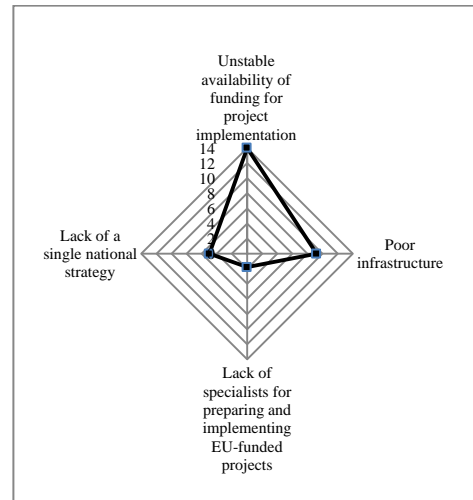 Unstable
availability of
funding for
project
implementation
14
12
10
8
6
4
2
Lack of a
single national
strategy
Poor
infrastructure
Lack of
specialists for
preparing and
implementing
EU-funded
projects